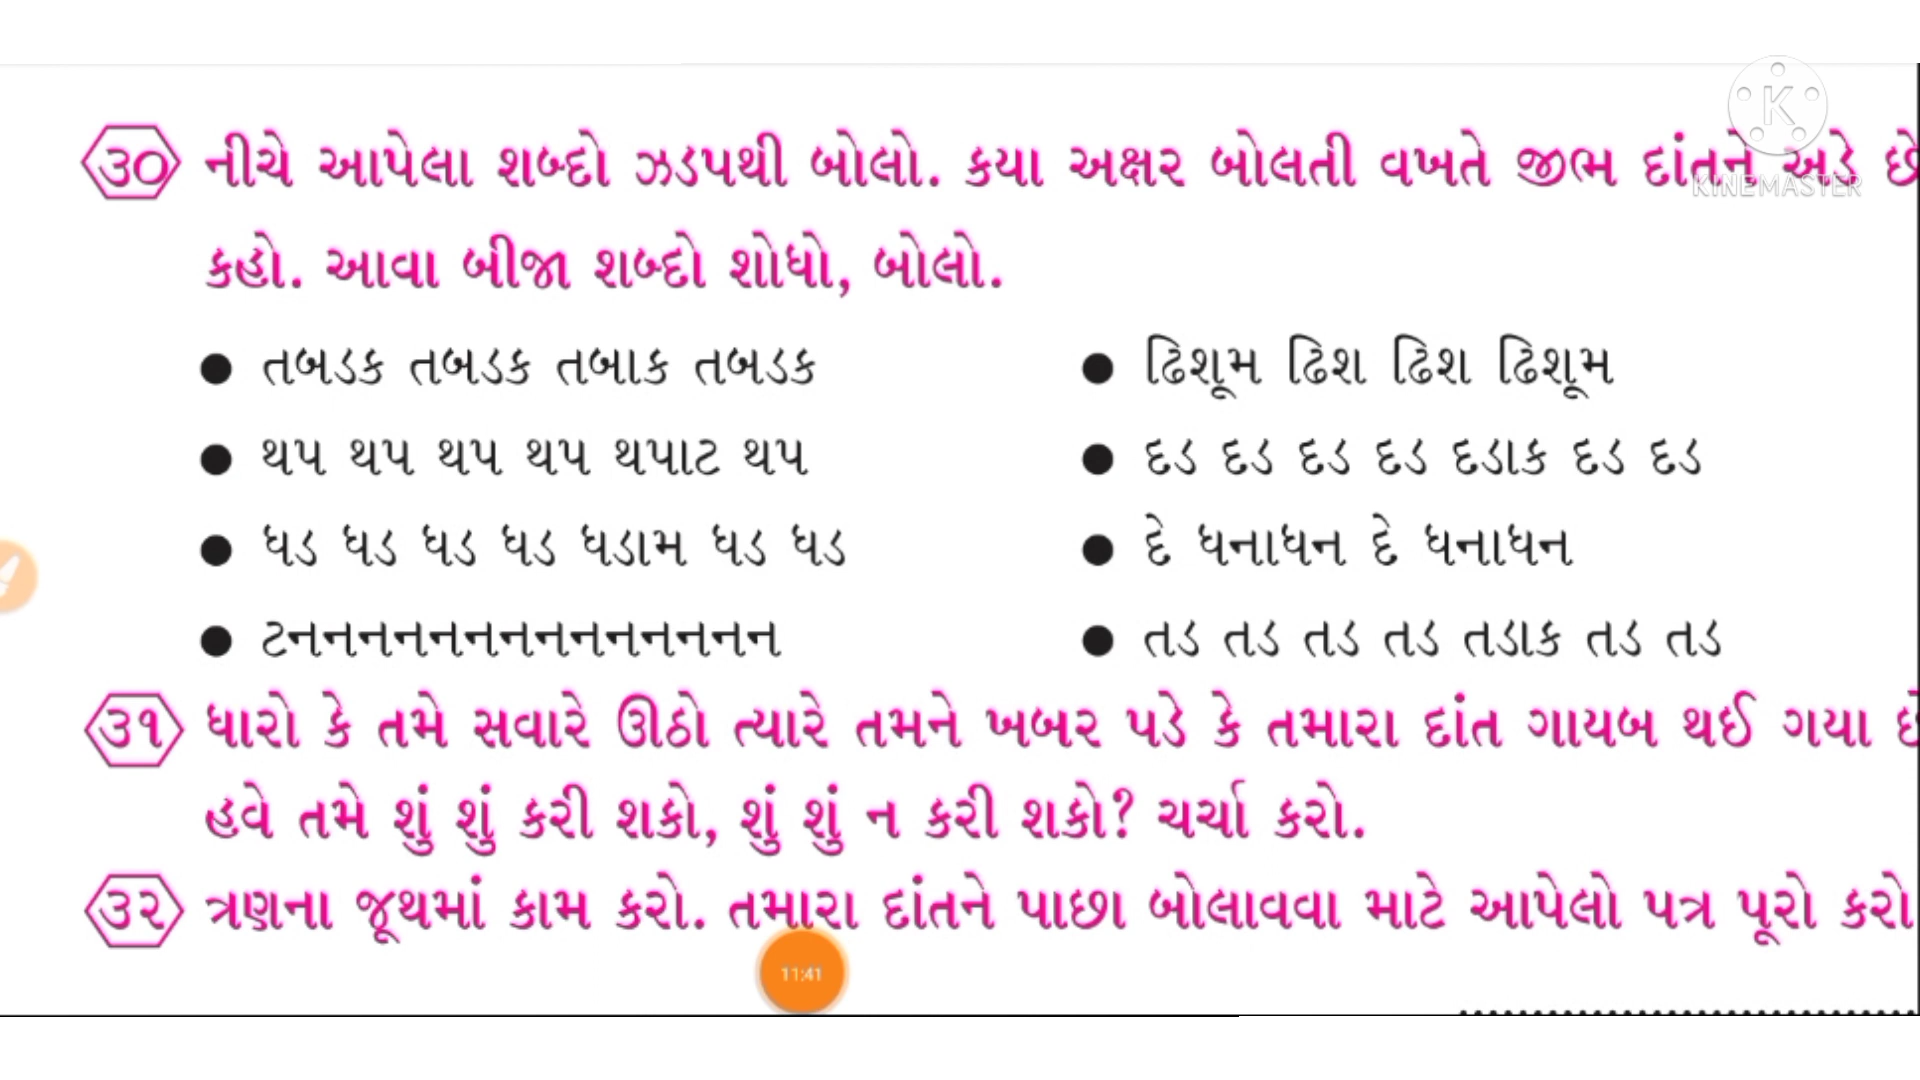 ૩૦ નીચે આપેલા શબ્દો ઝડપથી બોલો. કયા અક્ષર બોલતી વખતે જીભ દાંતને અડે છે
કહો. આવા બીજા શબ્દો શોધો, બોલો.
● તબડક તબડક તબાક તબડક
● ઢિશૂમ ઢિશ ઢિશ ઢિશૂમ
● થપ થપ થપ થપ થપાટ થપ
● દડ દડ દડ દડ દડાક દડ દડ
● ધડ ધડ ધડ ધડ ધડામ ધડ ધડ
● દે ધનાધન દે ધનાધન
● ટનનનનનનનનનનનનનન
● તડ તડ તડ તડ તડાક તડ તડ
૩૧ ધારો કે તમે સવારે ઊઠો ત્યારે તમને ખબર પડે કે તમારા દાંત ગાયબ થઈ ગયા છે
હવે તમે શું શું કરી શકો, શું શું ન કરી શકો? ચર્ચા કરો.
૩૨ ત્રણના જૂથમાં કામ કરો. તમારા દાંતને પાછા બોલાવવા માટે આપેલો પત્ર પૂરો કરો
11:41
K
KINEMASTER